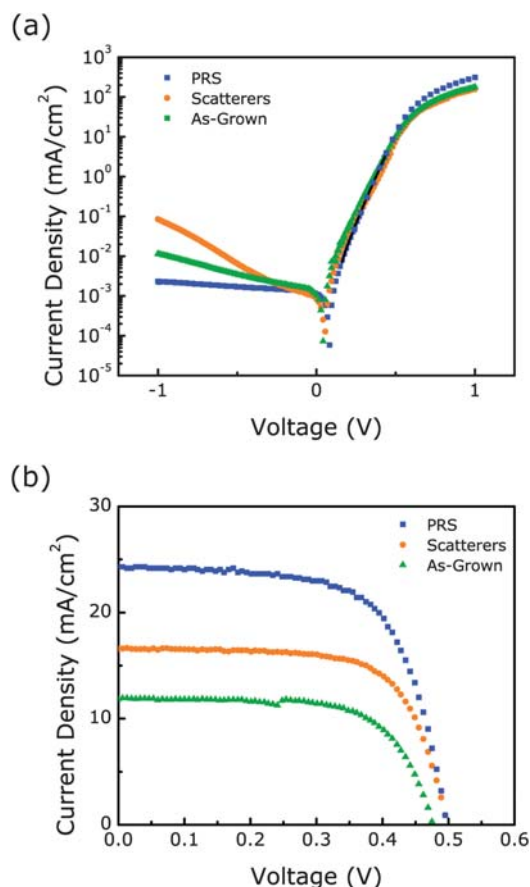 (a)
10³
10²
10¹
10⁰
10⁻¹
10⁻²
10⁻³
10⁻⁴
10⁻⁵
Current Density (mA/cm²)
PRS
Scatterers
As-Grown
-1
0
1
Voltage (V)
(b)
30
20
10
0
Current Density (mA/cm²)
PRS
Scatterers
As-Grown
0.0
0.1
0.2
0.3
0.4
0.5
0.6
Voltage (V)